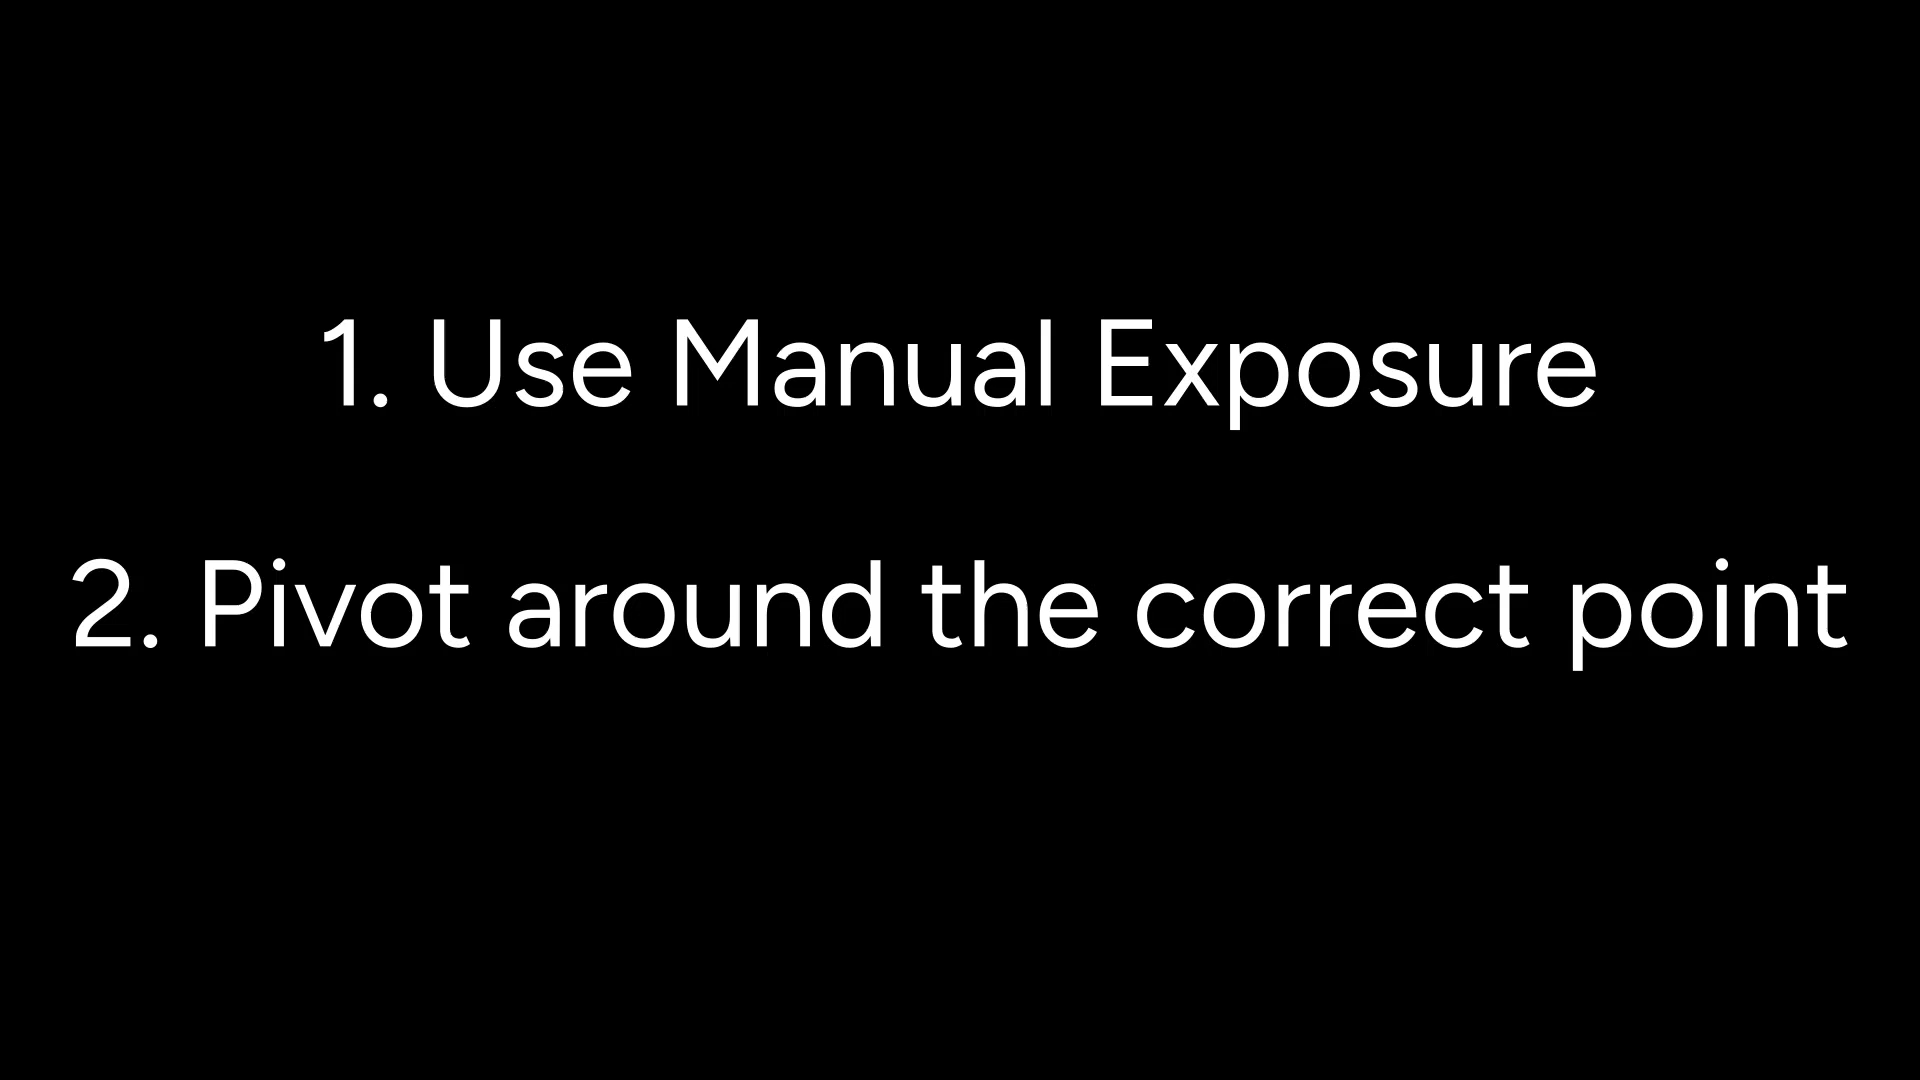 1. Use Manual Exposure
2. Pivot around the correct point